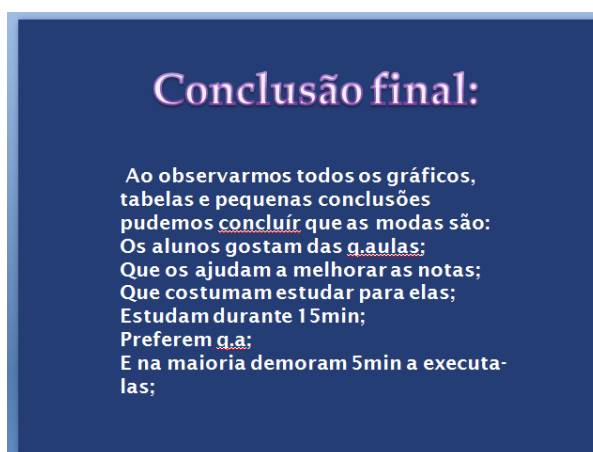 Conclusão final:
Ao observarmos todos os gráficos,
tabelas e pequenas conclusões
pudemos concluír que as modas são:
Os alunos gostam das q.aulas;
Que os ajudam a melhorar as notas;
Que costumam estudar para elas;
Estudam durante 15min;
Preferem q.a;
E na maioria demoram 5min a executa-
las;